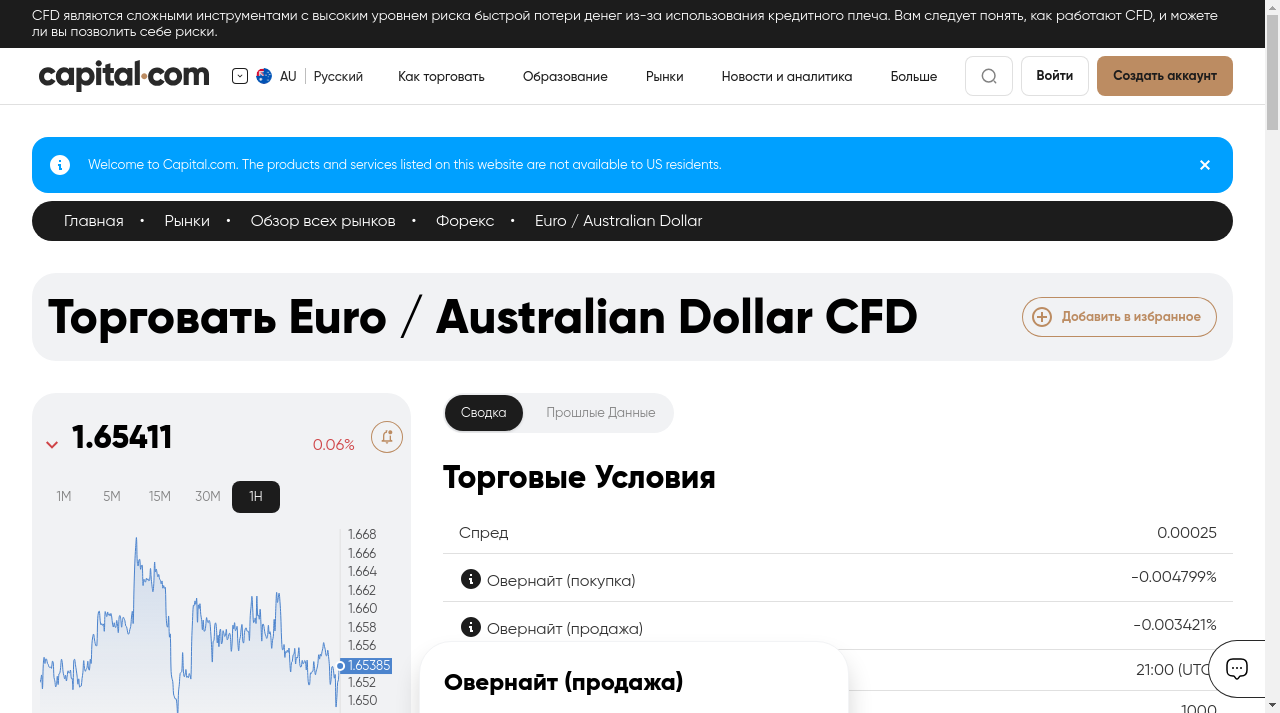 CFD являются сложными инструментами с высоким уровнем риска быстрой потери денег из-за использования кредитного плеча. Вам следует понять, как работают CFD, и можете
ли вы позволить себе риски.
capital.com AU Русский Как торговать Образование Рынки Новости и аналитика Больше Войти Создать аккаунт
Welcome to Capital.com. The products and services listed on this website are not available to US residents.
Главная • Рынки • Обзор всех рынков • Форекс • Euro / Australian Dollar
Торговать Euro / Australian Dollar CFD
Добавить в избранное
1.65411
0.06%
1M 5M 15M 30M 1H
1.668
1.666
1.664
1.662
1.660
1.658
1.656
1.65385
1.652
1.650
Сводка Прошлые Данные
Торговые Условия
Спред 0.00025
Овернайт (покупка) -0.004799%
Овернайт (продажа) -0.003421%
21:00 (UTC
1000
Овернайт (продажа)